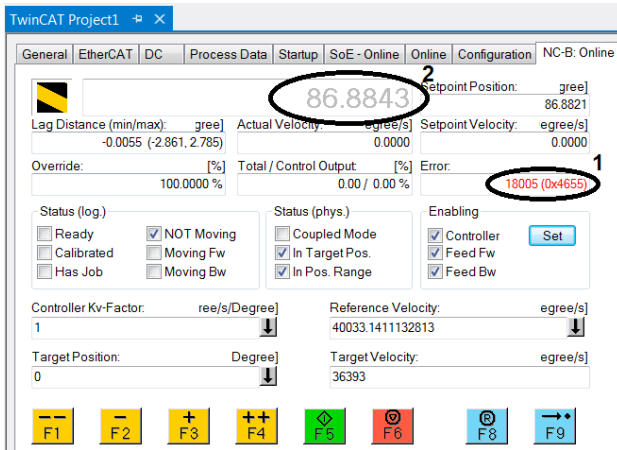 TwinCAT Project1
General EtherCAT DC Process Data Startup SoE - Online Online Configuration NC-B: Online
2
86.8843
Setpoint Position: gree]
86.8821
Lag Distance (min/max): gree] Actual Velocity: egree/s] Setpoint Velocity: egree/s]
-0.0055 (-2.861, 2.785) 0.0000 0.0000
1
Override: [%] Total / Control Output: [%] Error:
100.0000 % 0.00 / 0.00 % 18005 (0x4655)
Status (log.) Status (phys.) Enabling
Ready NOT Moving Coupled Mode Controller Set
Calibrated Moving Fw In Target Pos. Feed Fw
Has Job Moving Bw In Pos. Range Feed Bw
Controller Kv-Factor: ree/s/Degree] Reference Velocity: egree/s]
1 40033.1411132813
Target Position: Degree] Target Velocity: egree/s]
0 36393
-- - + ++
F1 F2 F3 F4 F5 F6 F8 F9